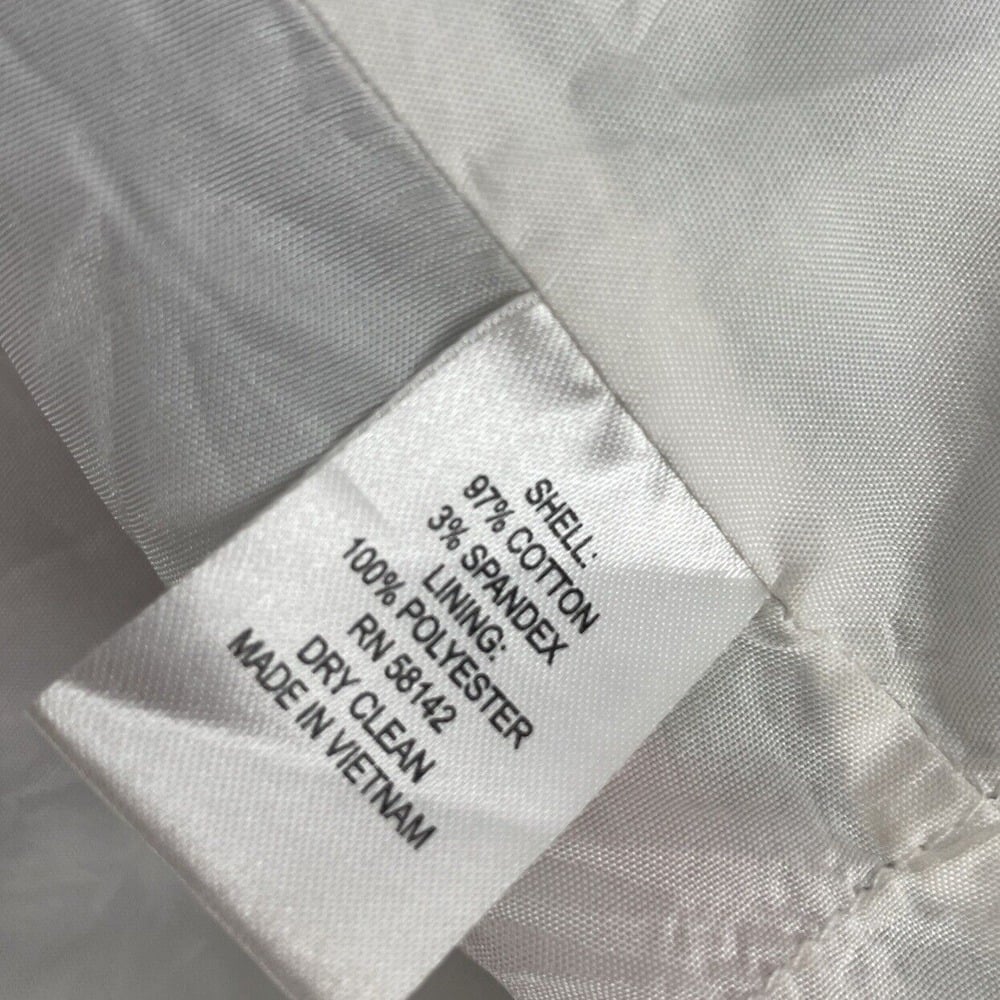 SHELL:
97% COTTON
3% SPANDEX
LINING:
100% POLYESTER
RN 58142
DRY CLEAN
MADE IN VIETNAM